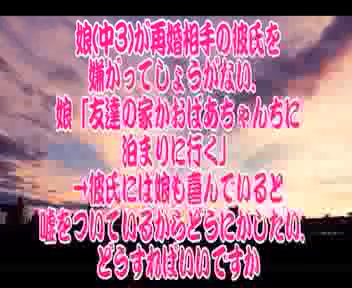 娘(中3)が再婚相手の彼氏を
嫌がってしょうがない､
娘「友達の家かおばあちゃんちに
泊まりに行く」
→彼氏には娘も喜んでいると
嘘をついているからどうにかしたい､
どうすればいいですか